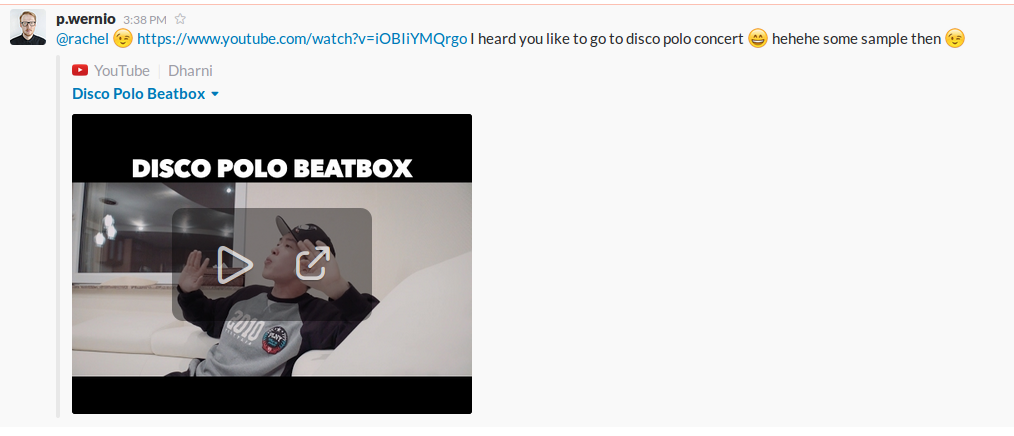 p.wernio 3:38 PM
@rachel 😉 https://www.youtube.com/watch?v=iOBIiYMQrgo I heard you like to go to disco polo concert 😄 hehehe some sample then 😉
YouTube | Dharni
Disco Polo Beatbox
DISCO POLO BEATBOX
2010